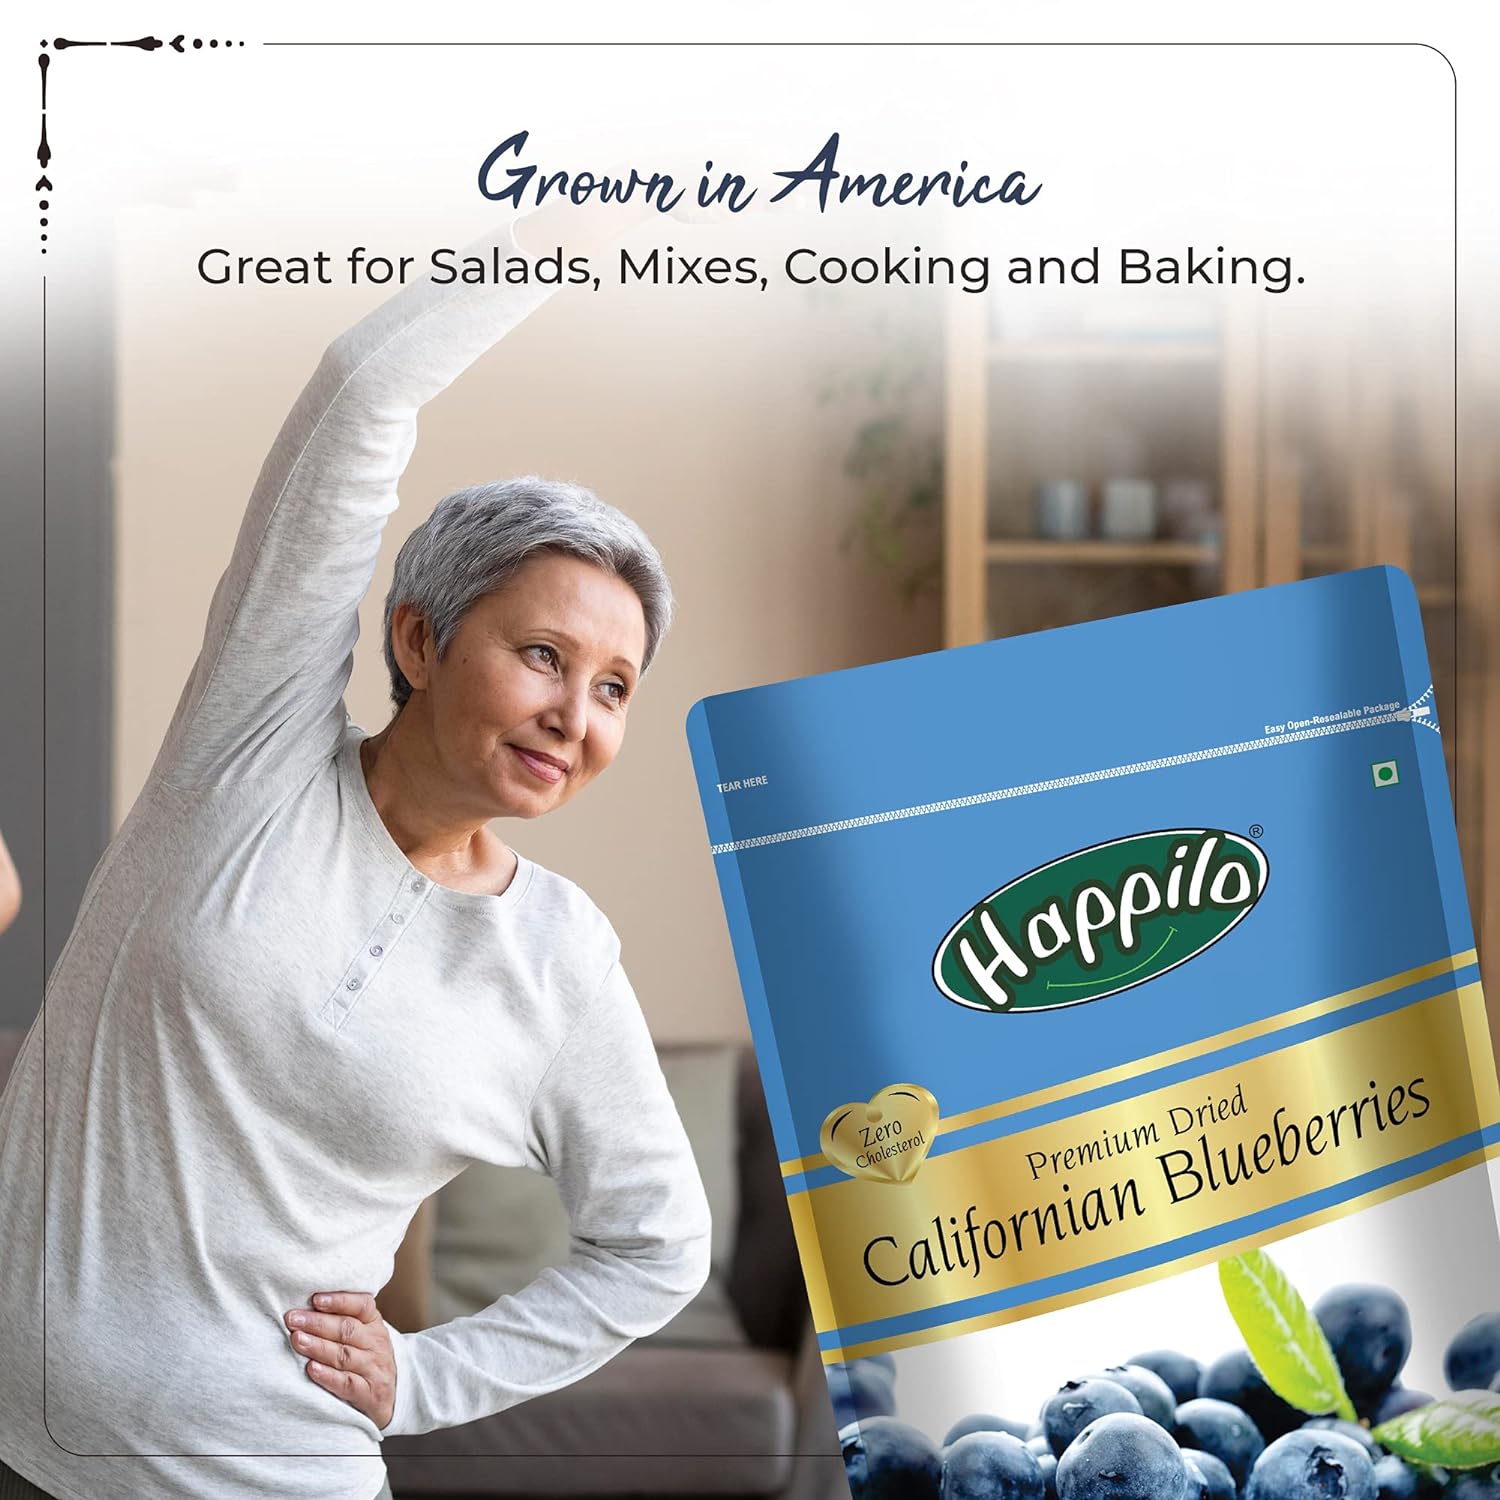 Grown in America
Great for Salads, Mixes, Cooking and Baking.
Easy Open-Resealable Package
TEAR HERE
Happilo®
Zero
Cholesterol
Premium Dried
Californian Blueberries